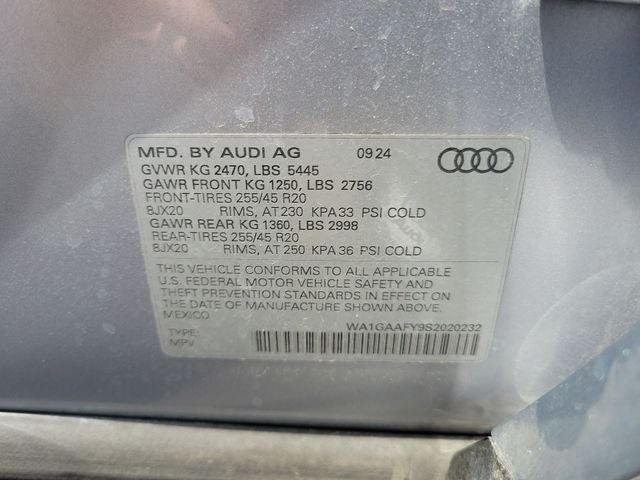 MFD. BY AUDI AG 09 24
GVWR KG 2470, LBS 5445
GAWR FRONT KG 1250, LBS 2756
FRONT-TIRES 255/45 R20
8JX20 RIMS, AT 230 KPA 33 PSI COLD
GAWR REAR KG 1360, LBS 2998
REAR-TIRES 255/45 R20
8JX20 RIMS, AT 250 KPA 36 PSI COLD
THIS VEHICLE CONFORMS TO ALL APPLICABLE
U.S. FEDERAL MOTOR VEHICLE SAFETY AND
THEFT PREVENTION STANDARDS IN EFFECT ON
THE DATE OF MANUFACTURE SHOWN ABOVE.
MEXICO
WA1GAAFY9S2020232
TYPE:
MPV